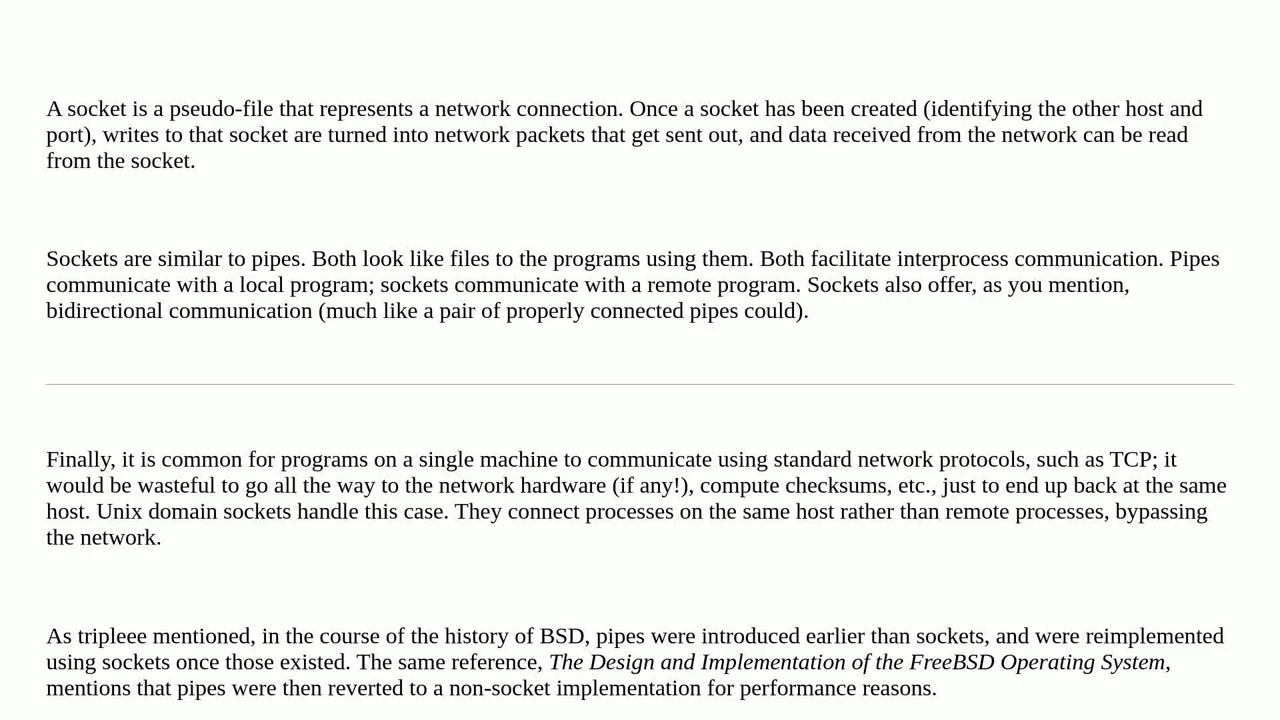 A socket is a pseudo-file that represents a network connection. Once a socket has been created (identifying the other host and
port), writes to that socket are turned into network packets that get sent out, and data received from the network can be read
from the socket.
Sockets are similar to pipes. Both look like files to the programs using them. Both facilitate interprocess communication. Pipes
communicate with a local program; sockets communicate with a remote program. Sockets also offer, as you mention,
bidirectional communication (much like a pair of properly connected pipes could).
Finally, it is common for programs on a single machine to communicate using standard network protocols, such as TCP; it
would be wasteful to go all the way to the network hardware (if any!), compute checksums, etc., just to end up back at the same
host. Unix domain sockets handle this case. They connect processes on the same host rather than remote processes, bypassing
the network.
As tripleee mentioned, in the course of the history of BSD, pipes were introduced earlier than sockets, and were reimplemented
using sockets once those existed. The same reference, The Design and Implementation of the FreeBSD Operating System,
mentions that pipes were then reverted to a non-socket implementation for performance reasons.